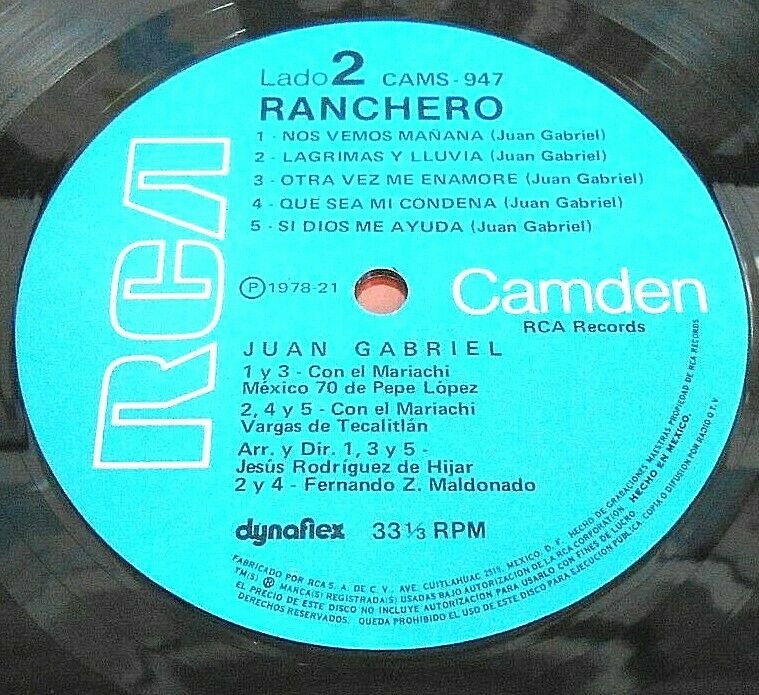 Lado 2 CAMS-947
RANCHERO
1 - NOS VEMOS MAÑANA (Juan Gabriel)
2 - LAGRIMAS Y LLUVIA (Juan Gabriel)
3 - OTRA VEZ ME ENAMORE (Juan Gabriel)
4 - QUE SEA MI CONDENA (Juan Gabriel)
5 - SI DIOS ME AYUDA (Juan Gabriel)
RCA
Ⓟ1978-21
Camden
RCA Records
JUAN GABRIEL
1 y 3 - Con el Mariachi
México 70 de Pepe López
2, 4 y 5 - Con el Mariachi
Vargas de Tecalitlán
Arr. y Dir. 1, 3 y 5 -
Jesús Rodríguez de Hijar
2 y 4 - Fernando Z. Maldonado
dynaflex 33 1/3 RPM
FABRICADO POR RCA S. A. DE C. V., AVE. CUITLAHUAC 2519, MEXICO, D. F. HECHO DE GRABACIONES MAESTRAS PROPIEDAD DE RCA RECORDS
TM(S) ® MARCA(S) REGISTRADA(S) USADAS BAJO AUTORIZACION DE LA RCA CORPORATION. HECHO EN MEXICO.
EL PRECIO DE ESTE DISCO NO INCLUYE AUTORIZACION PARA USARLO CON FINES DE LUCRO.
DERECHOS RESERVADOS. QUEDA PROHIBIDO EL USO DE ESTE DISCO PARA EJECUCION PUBLICA, COPIA O DIFUSION POR RADIO O T. V.